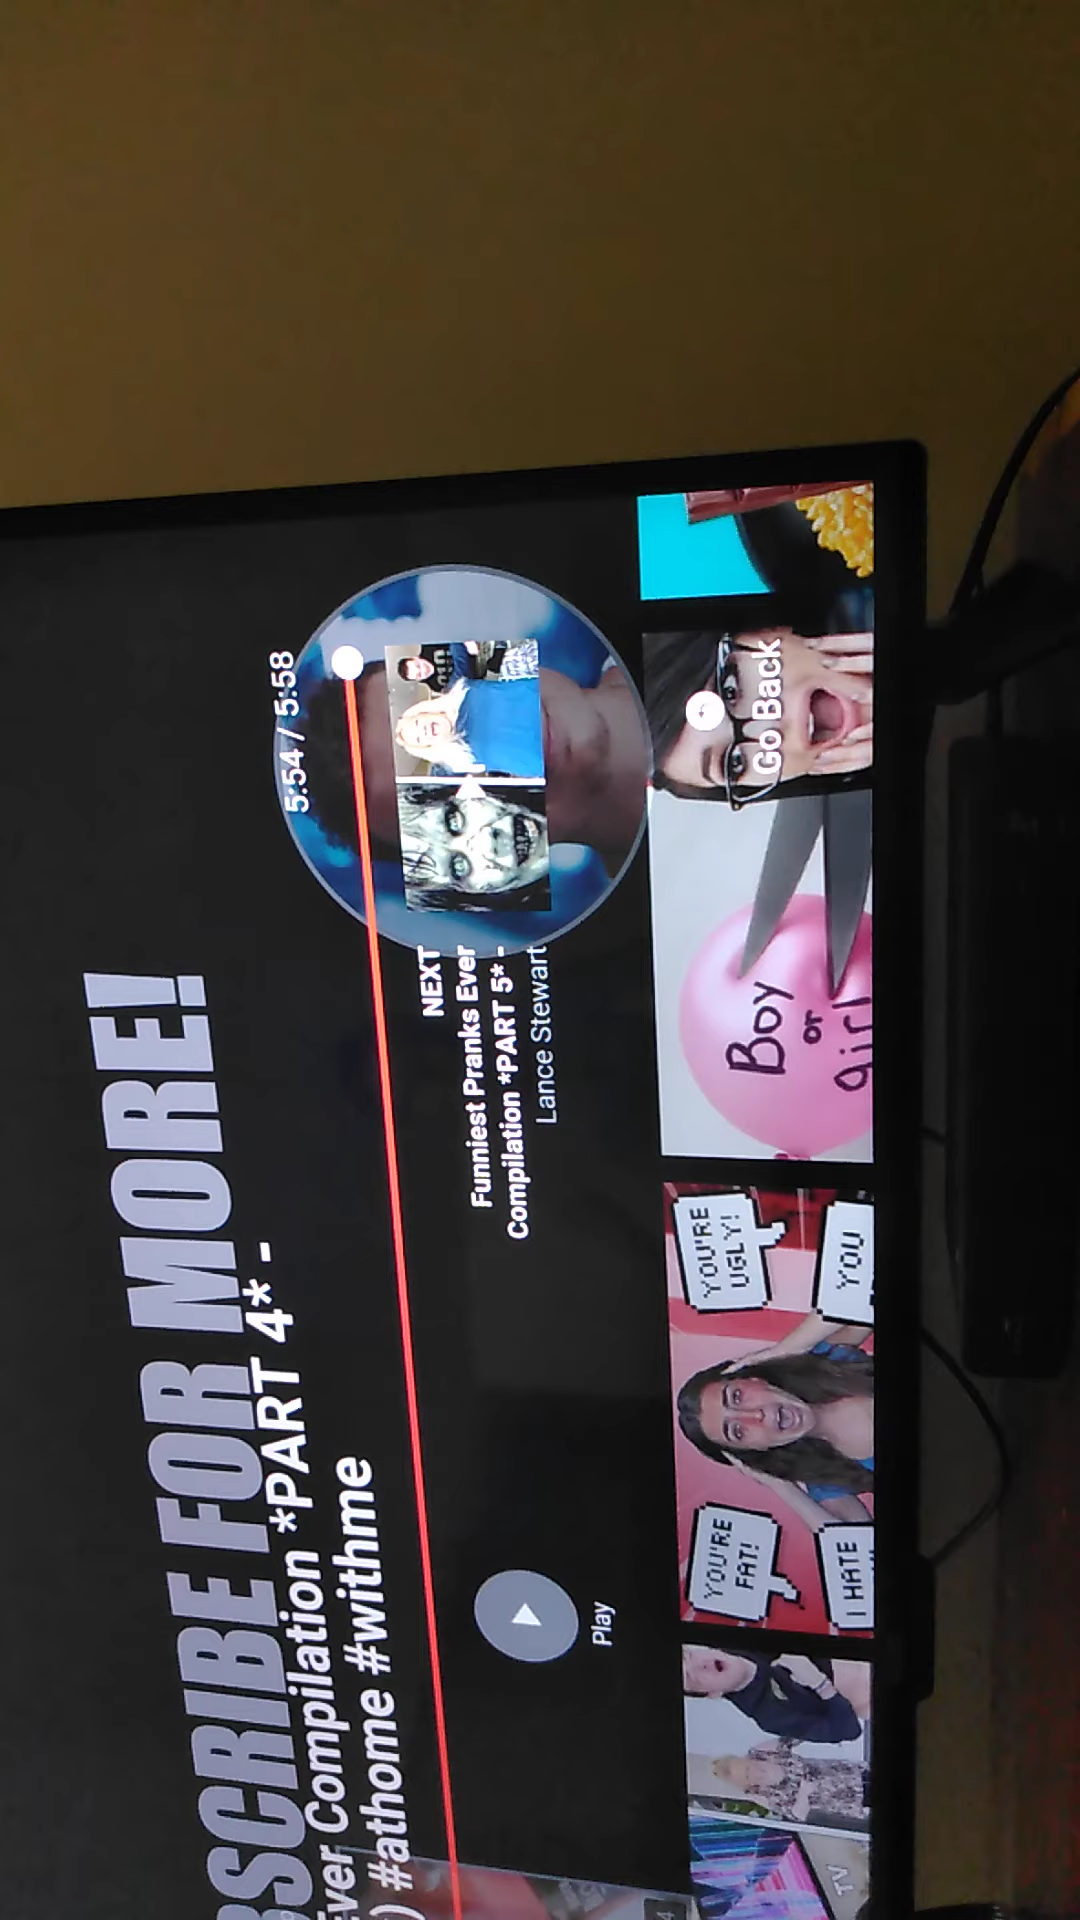 SUBSCRIBE FOR MORE!
Ever Compilation *PART 4* -
#athome #withme
5:54 / 5:58
Play
NEXT
Funniest Pranks Ever
Compilation *PART 5* -
Lance Stewart
TV
YOU'RE
FAT!
I HATE
YOU'RE
UGLY!
YOU
Boy
or
girl
Go Back